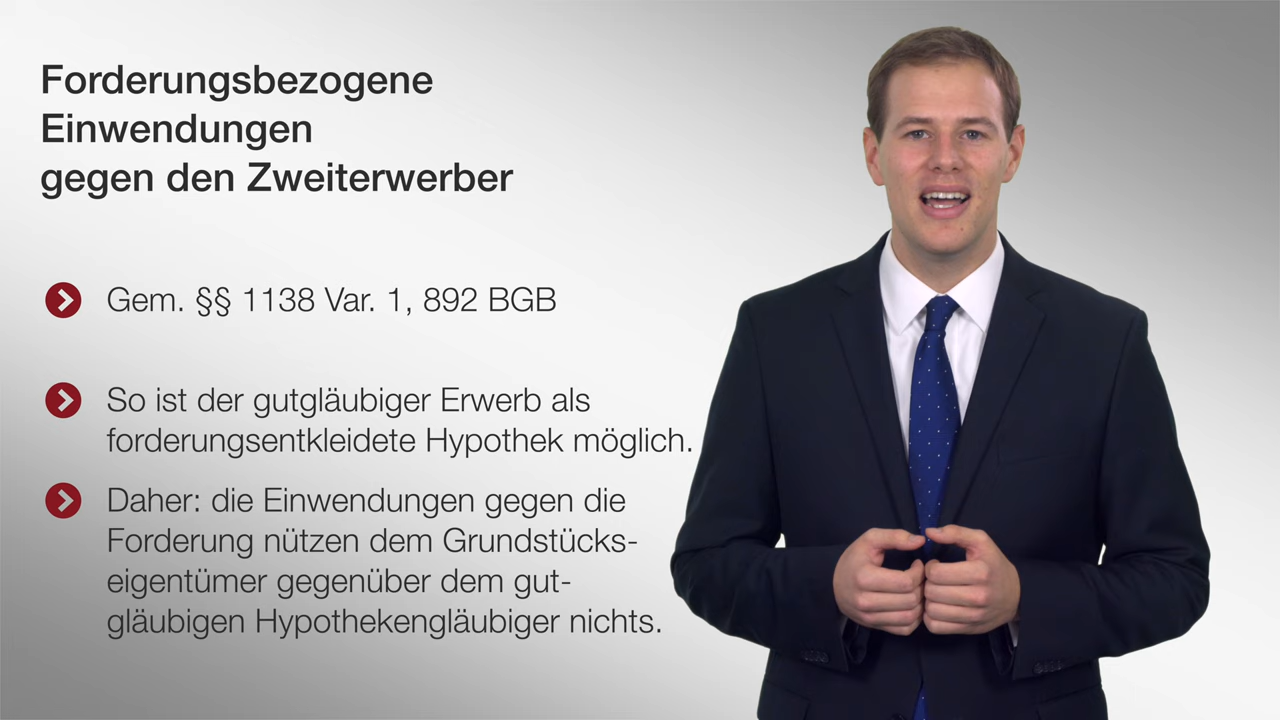 Forderungsbezogene
Einwendungen
gegen den Zweiterwerber
Gem. §§ 1138 Var. 1, 892 BGB
So ist der gutgläubiger Erwerb als
forderungsentkleidete Hypothek möglich.
Daher: die Einwendungen gegen die
Forderung nützen dem Grundstücks-
eigentümer gegenüber dem gut-
gläubigen Hypothekengläubiger nichts.